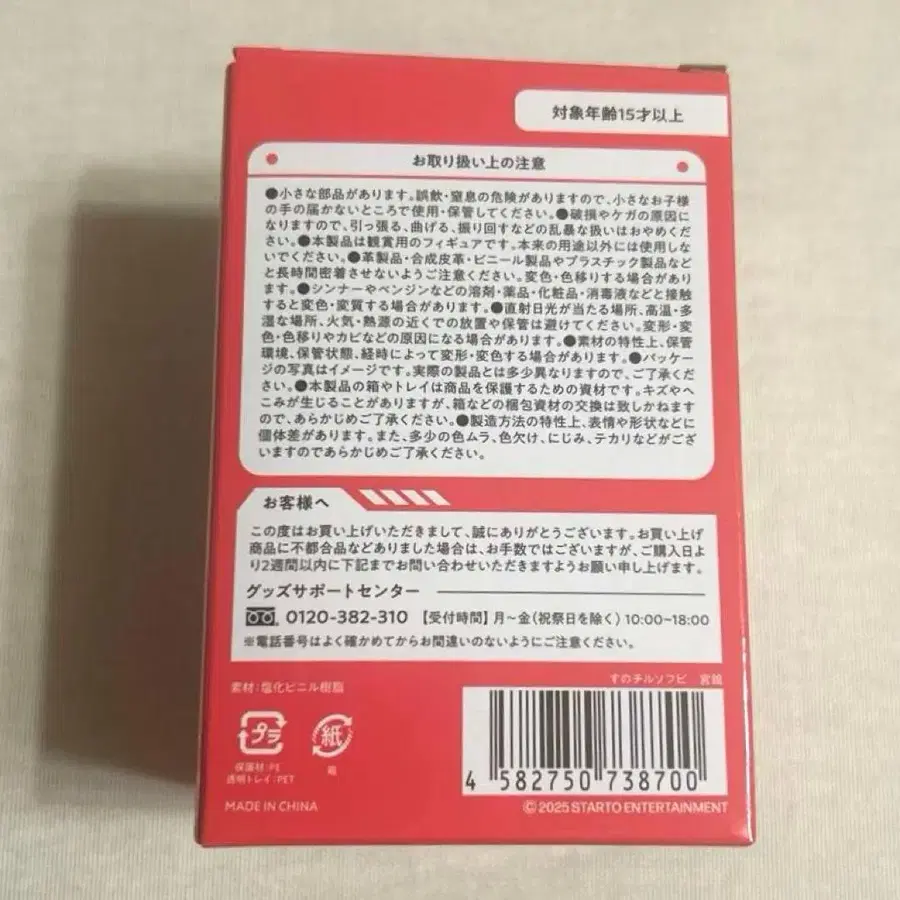 対象年齢15才以上
お取り扱い上の注意
●小さな部品があります。誤飲・窒息の危険がありますので、小さなお子様
の手の届かないところで使用・保管してください。●破損やケガの原因に
なりますので、引っ張る、曲げる、振り回すなどの乱暴な扱いはおやめくだ
さい。●本製品は観賞用のフィギュアです。本来の用途以外には使用しな
いでください。●革製品・合成皮革・ビニール製品やプラスチック製品など
と長時間密着させないようご注意ください。変色・色移りする場合があり
ます。●シンナーやベンジンなどの溶剤・薬品・化粧品・消毒液などと接触
すると変色・変質する場合があります。●直射日光が当たる場所、高温・多
湿な場所、火気・熱源の近くでの放置や保管は避けてください。変形・変
色・色移りやカビなどの原因になる場合があります。●素材の特性上、保管
環境、保管状態、経時によって変形・変色する場合があります。●パッケー
ジの写真はイメージです。実際の製品とは多少異なりますので、ご了承くだ
さい。●本製品の箱やトレイは商品を保護するための資材です。キズやへ
こみが生じることがありますが、箱などの梱包資材の交換は致しかねます
ので、あらかじめご了承ください。●製造方法の特性上、表情や形状などに
個体差があります。また、多少の色ムラ、色欠け、にじみ、テカリなどがござ
いますのであらかじめご了承ください。
お客様へ
この度はお買い上げいただきまして、誠にありがとうございます。お買い上げ
商品に不都合品などありました場合は、お手数ではございますが、ご購入日よ
り2週間以内に下記までお問い合わせいただきますようお願い申し上げます。
グッズサポートセンター
0120-382-310 【受付時間】月〜金(祝祭日を除く)10:00~18:00
※電話番号はよく確かめてからお間違いのないようにご注意ください。
素材:塩化ビニル樹脂
すのチルソフビ 宮舘
プラ
紙
保護材:PE
透明トレイ:PET
箱
4 582750 738700
MADE IN CHINA
©2025 STARTO ENTERTAINMENT